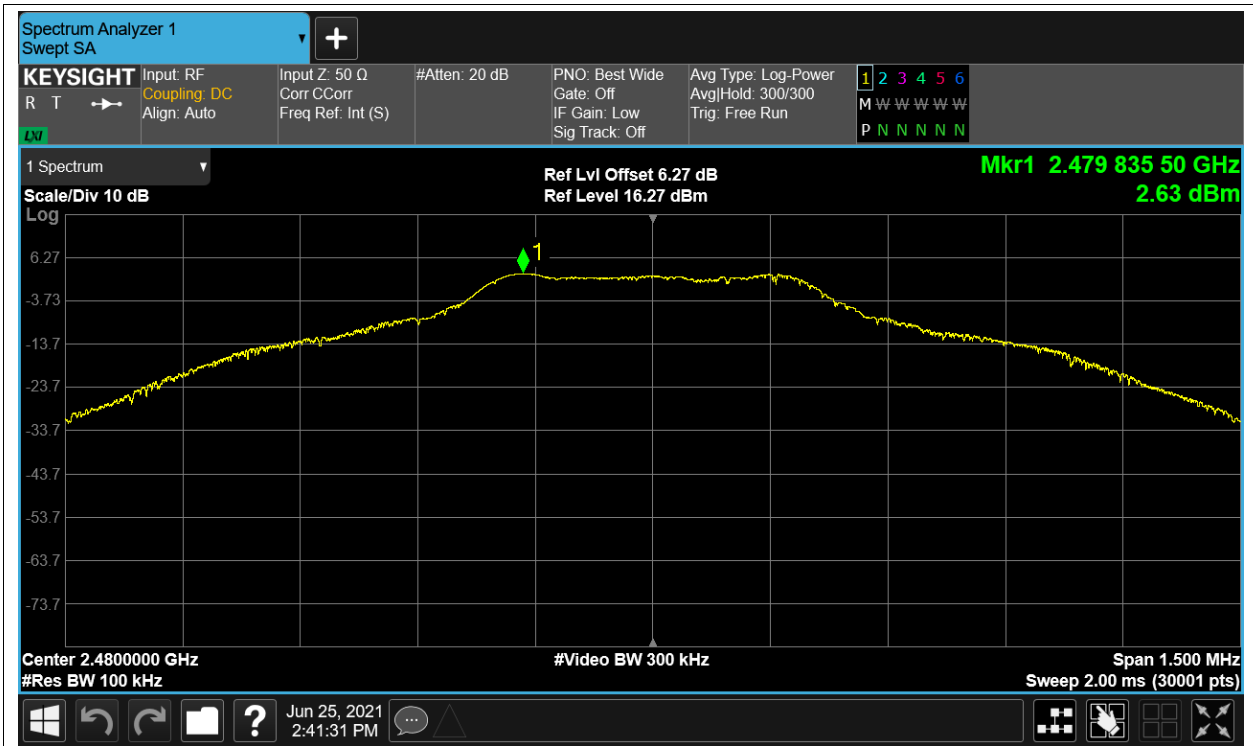 Spectrum Analyzer 1
Swept SA
KEYSIGHT
R T
LXI
Input: RF
Coupling: DC
Align: Auto
Input Z: 50 Ω
Corr CCorr
Freq Ref: Int (S)
#Atten: 20 dB
PNO: Best Wide
Gate: Off
IF Gain: Low
Sig Track: Off
Avg Type: Log-Power
Avg|Hold: 300/300
Trig: Free Run
1 2 3 4 5 6
M W W W W W
P N N N N N
1 Spectrum
Scale/Div 10 dB
Log
Ref Lvl Offset 6.27 dB
Ref Level 16.27 dBm
Mkr1 2.479 835 50 GHz
2.63 dBm
1
6.27
-3.73
-13.7
-23.7
-33.7
-43.7
-53.7
-63.7
-73.7
Center 2.4800000 GHz
#Res BW 100 kHz
#Video BW 300 kHz
Span 1.500 MHz
Sweep 2.00 ms (30001 pts)
?
Jun 25, 2021
2:41:31 PM